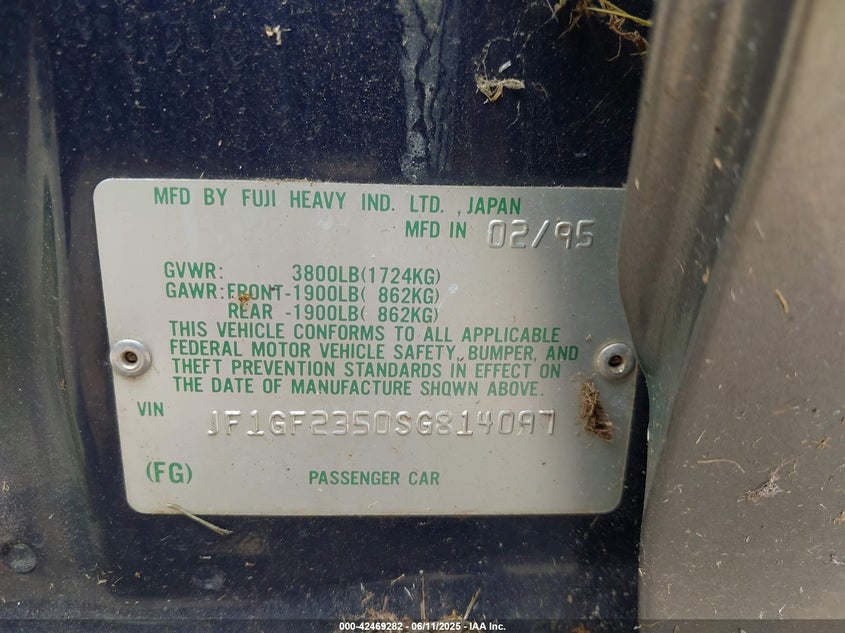 MFD BY FUJI HEAVY IND. LTD. ,JAPAN
MFD IN 02/95
GVWR: 3800LB(1724KG)
GAWR:FRONT-1900LB( 862KG)
REAR -1900LB( 862KG)
THIS VEHICLE CONFORMS TO ALL APPLICABLE
FEDERAL MOTOR VEHICLE SAFETY, BUMPER, AND
THEFT PREVENTION STANDARDS IN EFFECT ON
THE DATE OF MANUFACTURE SHOWN ABOVE.
VIN JF1GF2350SG814097
(FG) PASSENGER CAR
000-42469282 - 06/11/2025 - IAA Inc.